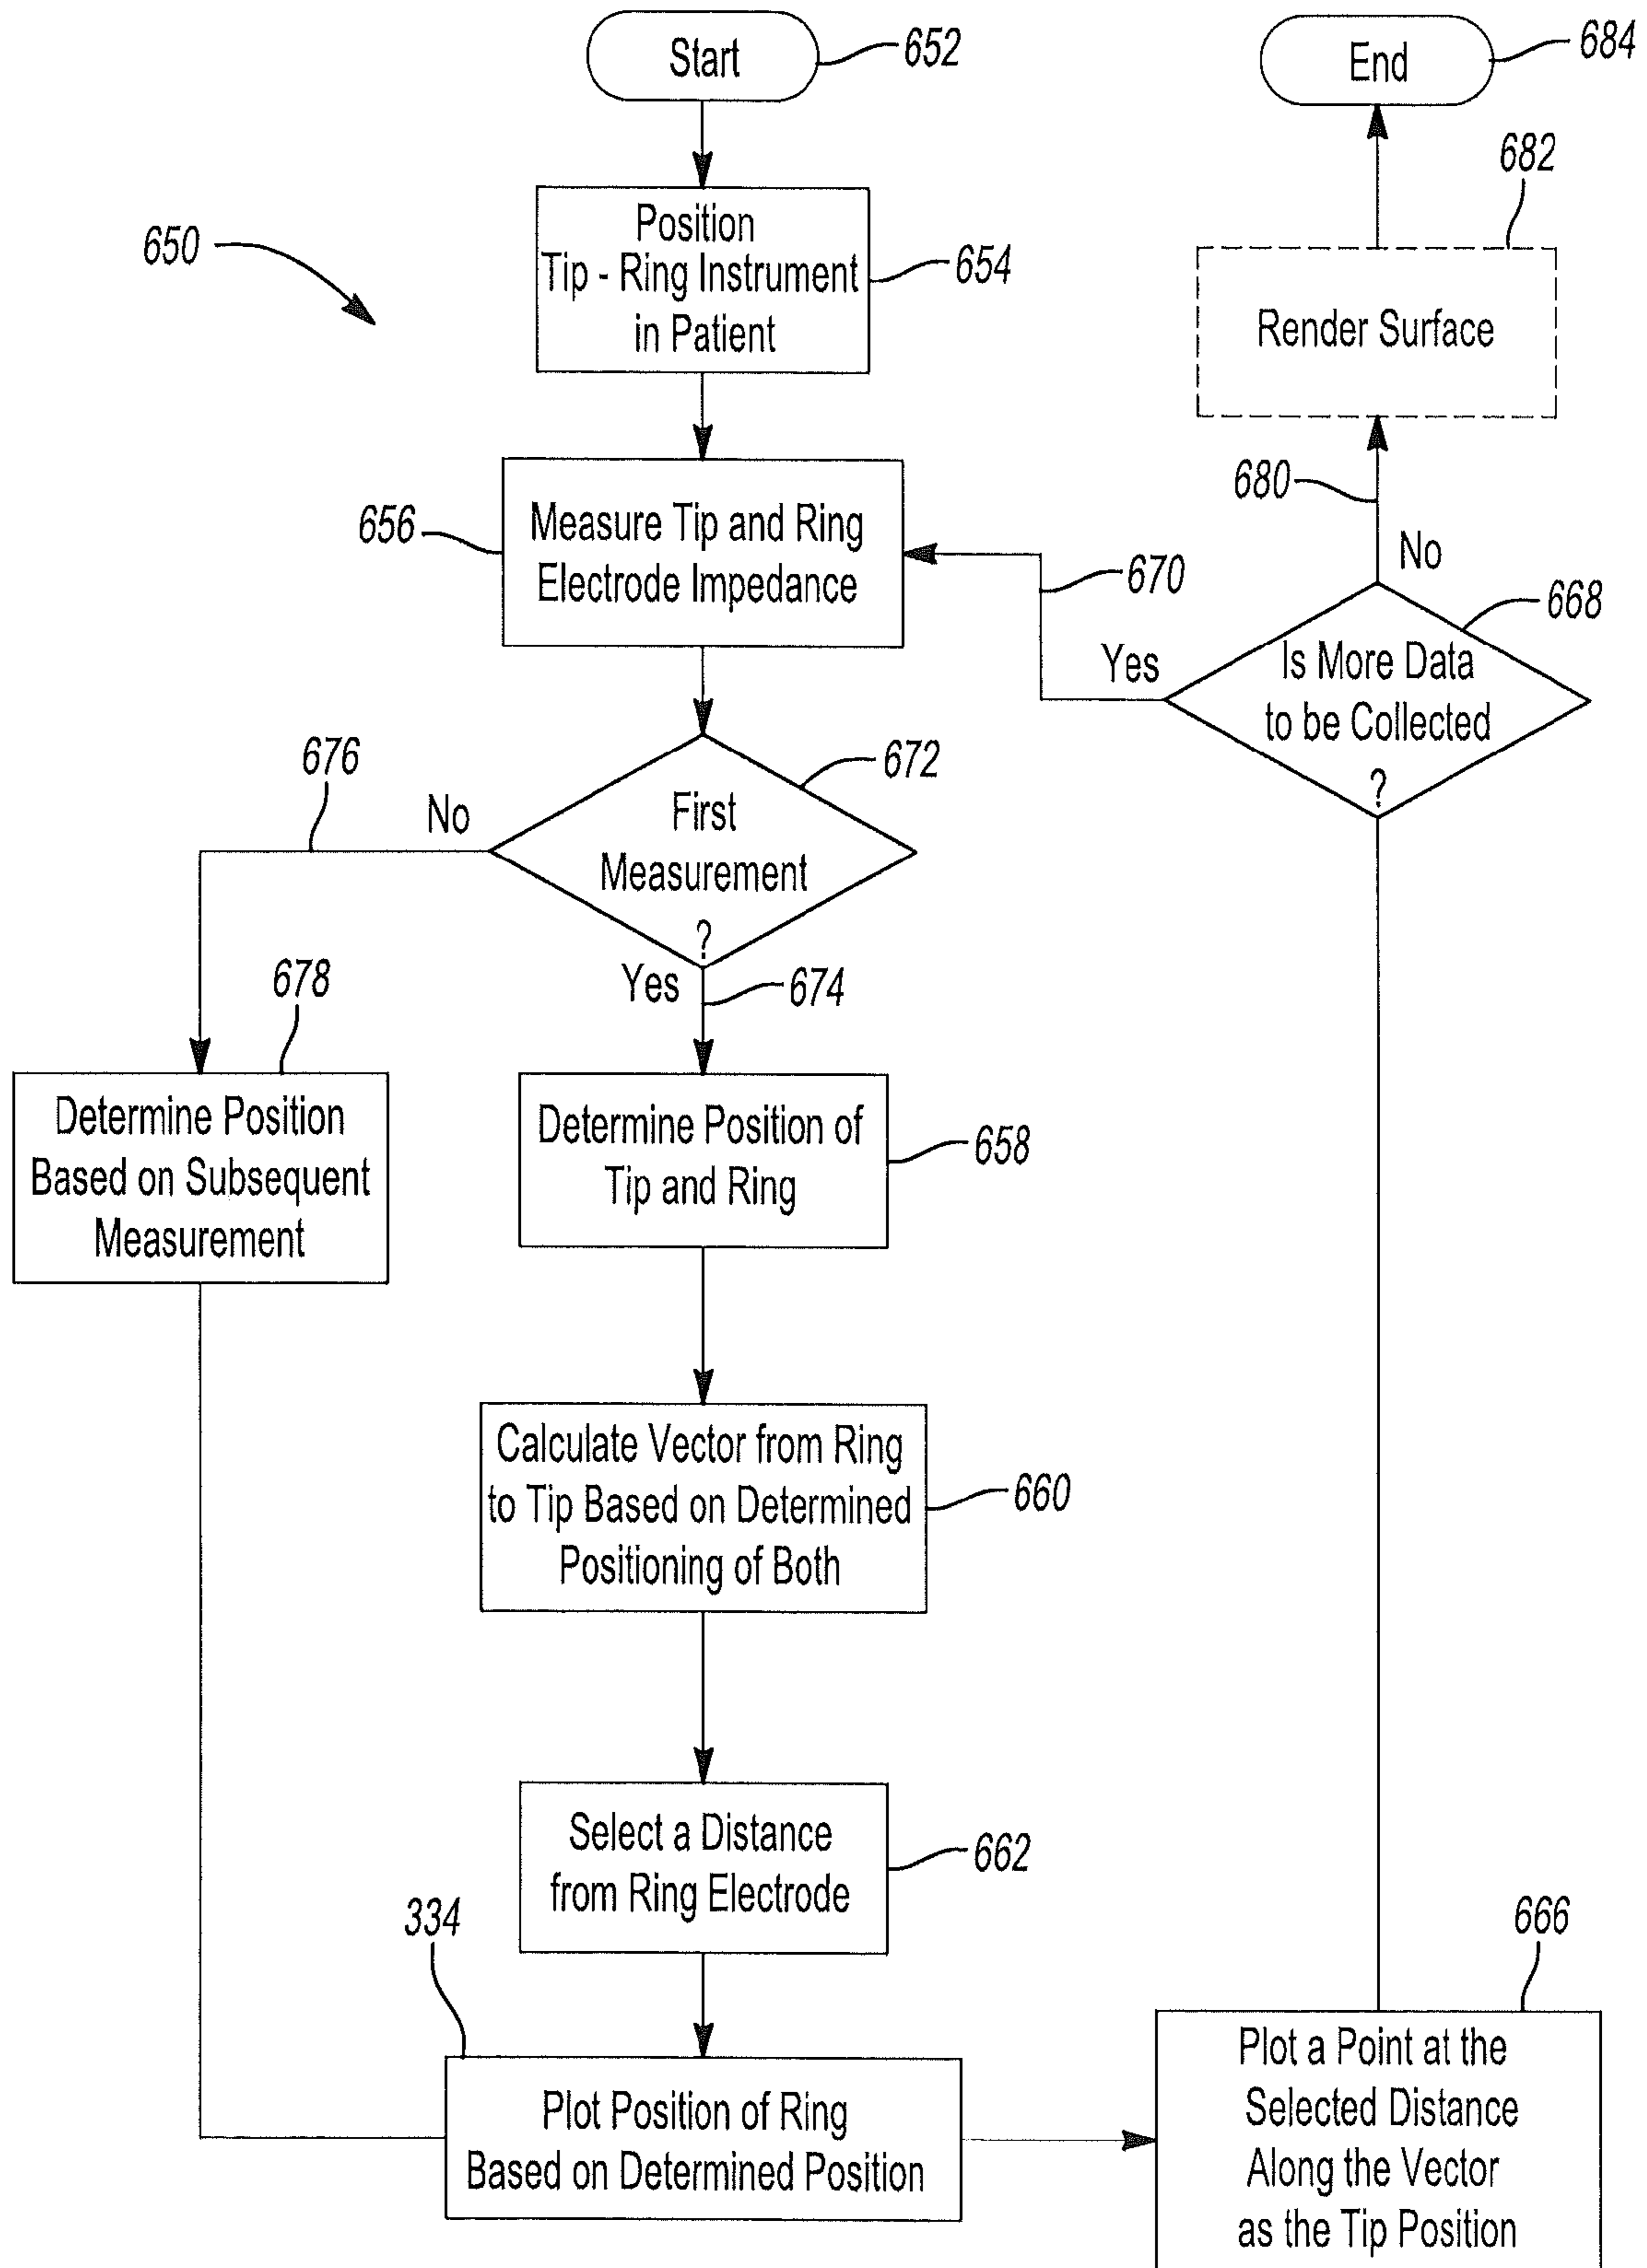 Start
652
End
684
682
650
Position
Tip - Ring Instrument
in Patient
654
Render Surface
680
656
Measure Tip and Ring
Electrode Impedance
670
No
668
Yes
Is More Data
to be Collected
?
676
No
672
First
Measurement
?
Yes
674
678
Determine Position
Based on Subsequent
Measurement
Determine Position of
Tip and Ring
658
Calculate Vector from Ring
to Tip Based on Determined
Positioning of Both
660
Select a Distance
from Ring Electrode
662
334
Plot Position of Ring
Based on Determined Position
666
Plot a Point at the
Selected Distance
Along the Vector
as the Tip Position